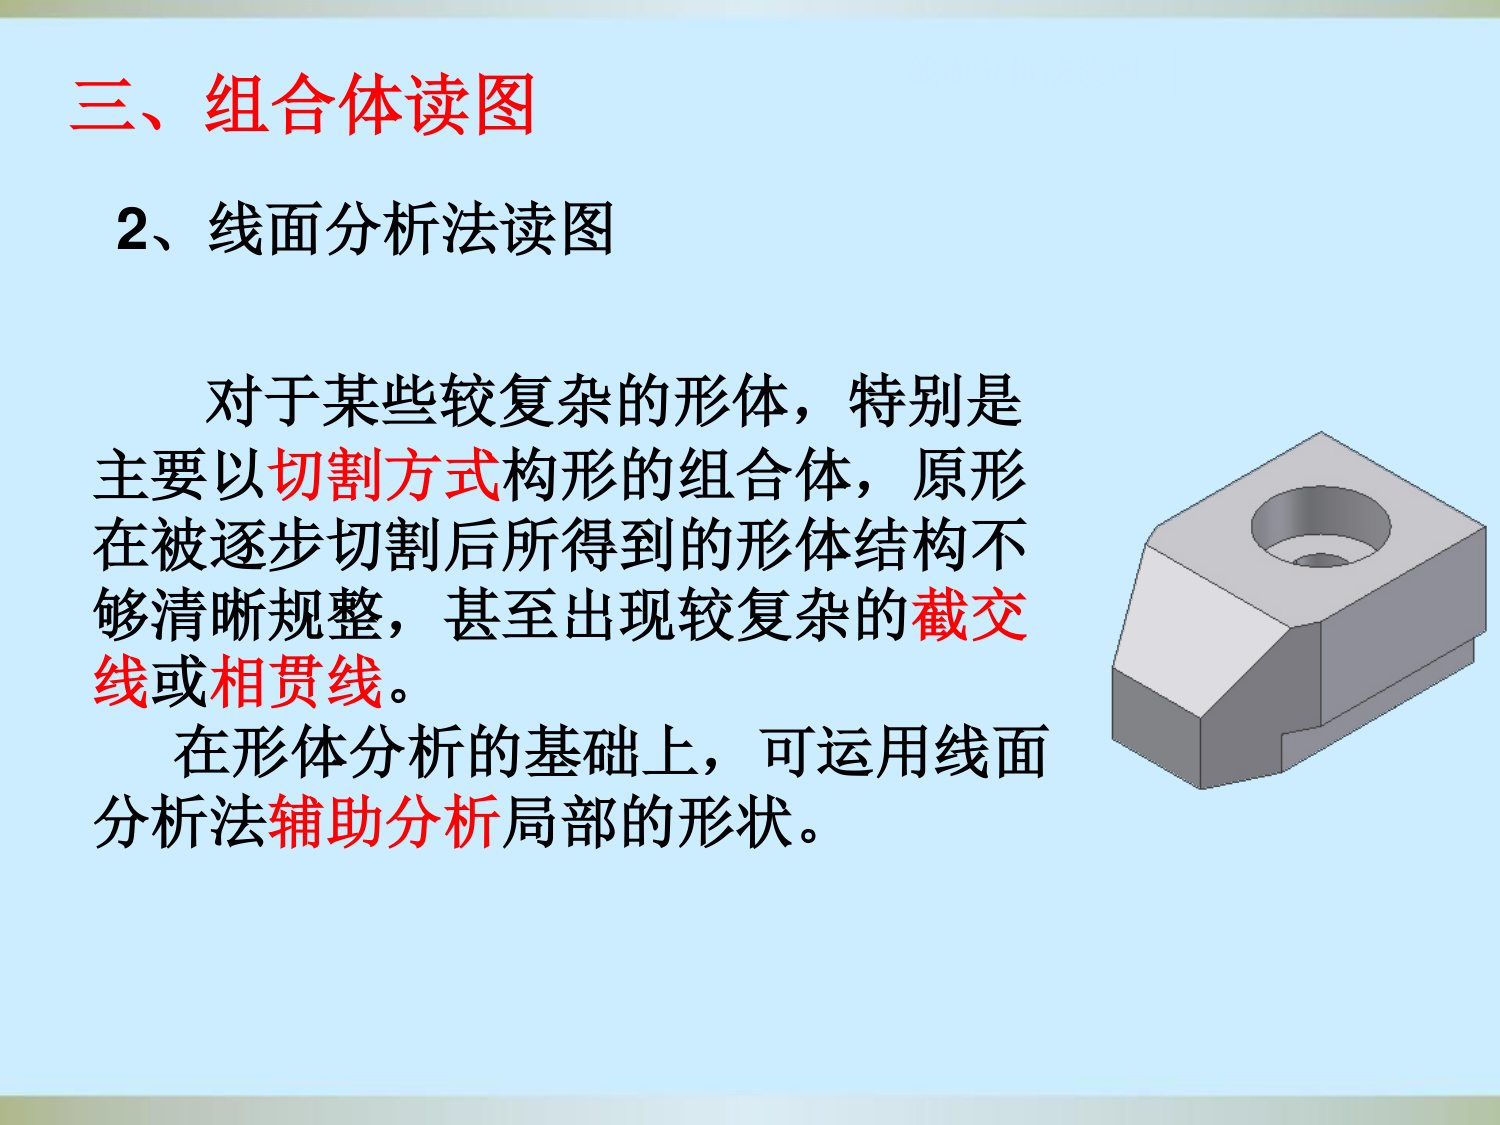 三、组合体读图
2、线面分析法读图
对于某些较复杂的形体，特别是
主要以切割方式构形的组合体，原形
在被逐步切割后所得到的形体结构不
够清晰规整，甚至出现较复杂的截交
线或相贯线。
在形体分析的基础上，可运用线面
分析法辅助分析局部的形状。